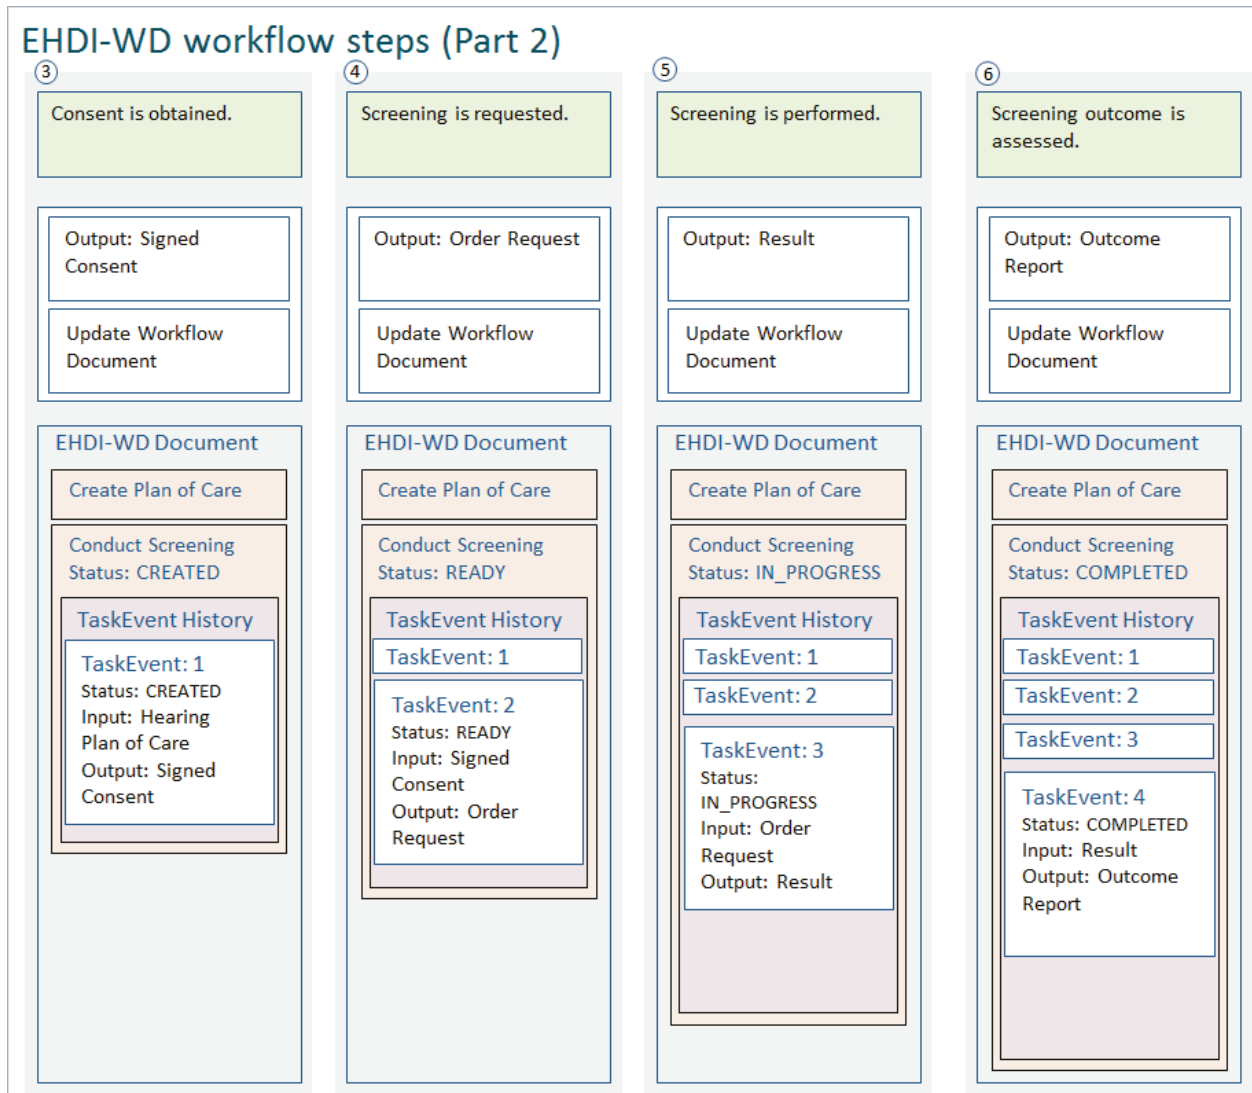 EHDI-WD workflow steps (Part 2)
3
Consent is obtained.
Output: Signed
Consent
Update Workflow
Document
EHDI-WD Document
Create Plan of Care
Conduct Screening
Status: CREATED
TaskEvent History
TaskEvent: 1
Status: CREATED
Input: Hearing
Plan of Care
Output: Signed
Consent
4
Screening is requested.
Output: Order Request
Update Workflow
Document
EHDI-WD Document
Create Plan of Care
Conduct Screening
Status: READY
TaskEvent History
TaskEvent: 1
TaskEvent: 2
Status: READY
Input: Signed
Consent
Output: Order
Request
5
Screening is performed.
Output: Result
Update Workflow
Document
EHDI-WD Document
Create Plan of Care
Conduct Screening
Status: IN_PROGRESS
TaskEvent History
TaskEvent: 1
TaskEvent: 2
TaskEvent: 3
Status:
IN_PROGRESS
Input: Order
Request
Output: Result
6
Screening outcome is
assessed.
Output: Outcome
Report
Update Workflow
Document
EHDI-WD Document
Create Plan of Care
Conduct Screening
Status: COMPLETED
TaskEvent History
TaskEvent: 1
TaskEvent: 2
TaskEvent: 3
TaskEvent: 4
Status: COMPLETED
Input: Result
Output: Outcome
Report